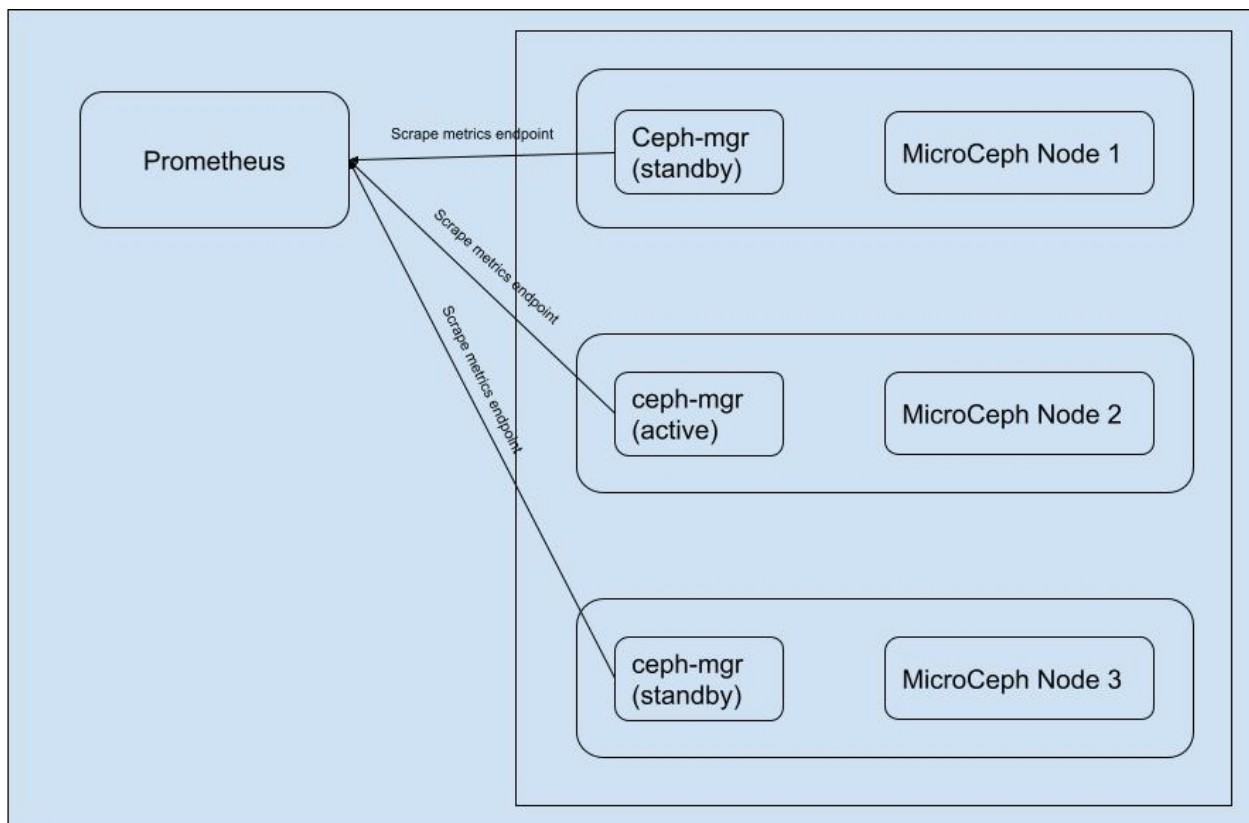 Prometheus
Scrape metrics endpoint
Ceph-mgr
(standby)
MicroCeph Node 1
Scrape metrics endpoint
ceph-mgr
(active)
MicroCeph Node 2
Scrape metrics endpoint
ceph-mgr
(standby)
MicroCeph Node 3